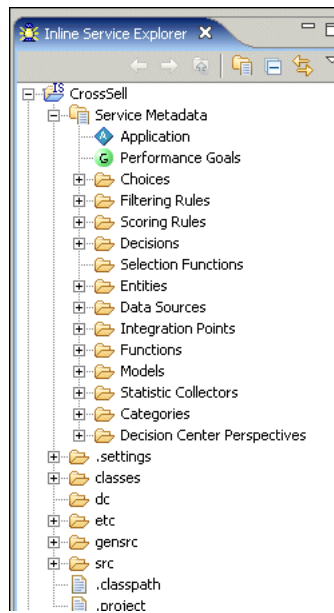 Inline Service Explorer
IS
CrossSell
Service Metadata
A Application
G Performance Goals
Choices
Filtering Rules
Scoring Rules
Decisions
Selection Functions
Entities
Data Sources
Integration Points
Functions
Models
Statistic Collectors
Categories
Decision Center Perspectives
.settings
classes
dc
etc
gensrc
src
.classpath
.project